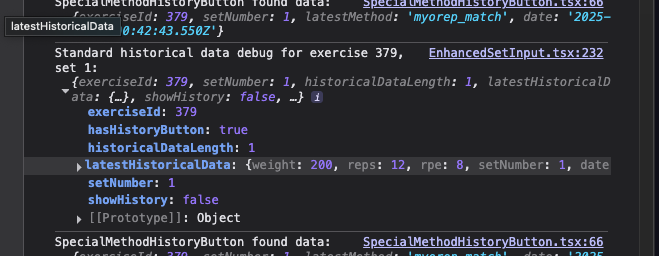 SpecialMethodHistoryButton found data: SpecialMethodHistoryButton.tsx:66
{exerciseId: 379, setNumber: 1, latestMethod: 'myorep_match', date: '2025-
latestHistoricalData
0:42:43.550Z'}
Standard historical data debug for exercise 379, EnhancedSetInput.tsx:232
set 1:
{exerciseId: 379, setNumber: 1, historicalDataLength: 1, latestHistoricalD
ata: {…}, showHistory: false, …} i
exerciseId: 379
hasHistoryButton: true
historicalDataLength: 1
latestHistoricalData: {weight: 200, reps: 12, rpe: 8, setNumber: 1, date
setNumber: 1
showHistory: false
[[Prototype]]: Object
SpecialMethodHistoryButton found data: SpecialMethodHistoryButton.tsx:66
{exerciseId: 379, setNumber: 1, latestMethod: 'myorep_match', date: '2025-